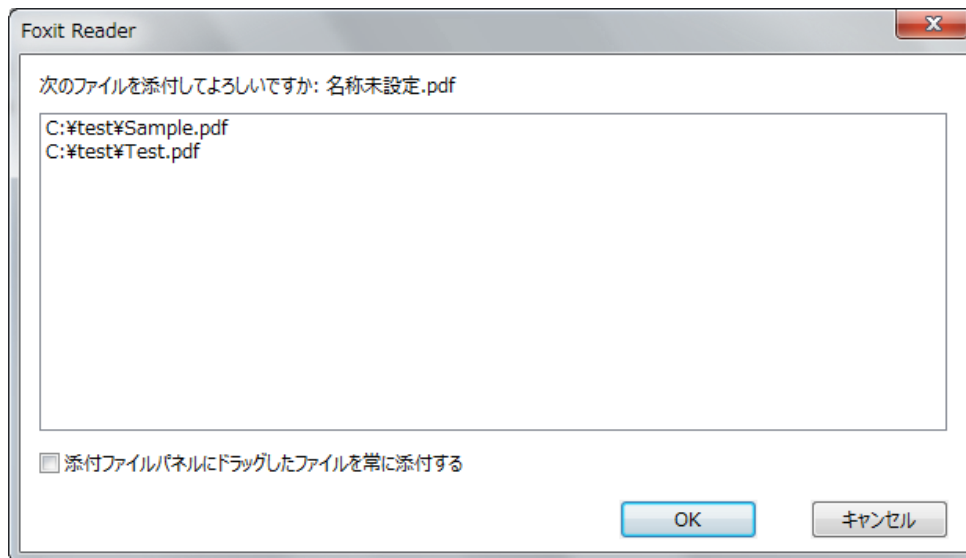 Foxit Reader
次のファイルを添付してよろしいですか: 名称未設定.pdf
C:¥test¥Sample.pdf
C:¥test¥Test.pdf
添付ファイルパネルにドラッグしたファイルを常に添付する
OK
キャンセル